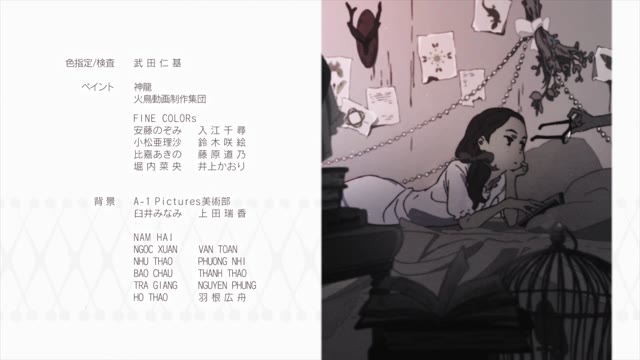 色指定/検査 武田仁基
ペイント 神龍
火鳥動画制作集団
FINE COLORs
安藤のぞみ 入江千尋
小松亜理沙 鈴木咲絵
比嘉あきの 藤原道乃
堀内菜央 井上かおり
背景 A-1 Pictures美術部
臼井みなみ 上田瑞香
NAM HAI
NGOC XUAN VAN TOAN
NHU THAO PHUONG NHI
BAO CHAU THANH THAO
TRA GIANG NGUYEN PHUNG
HO THAO 羽根広舟